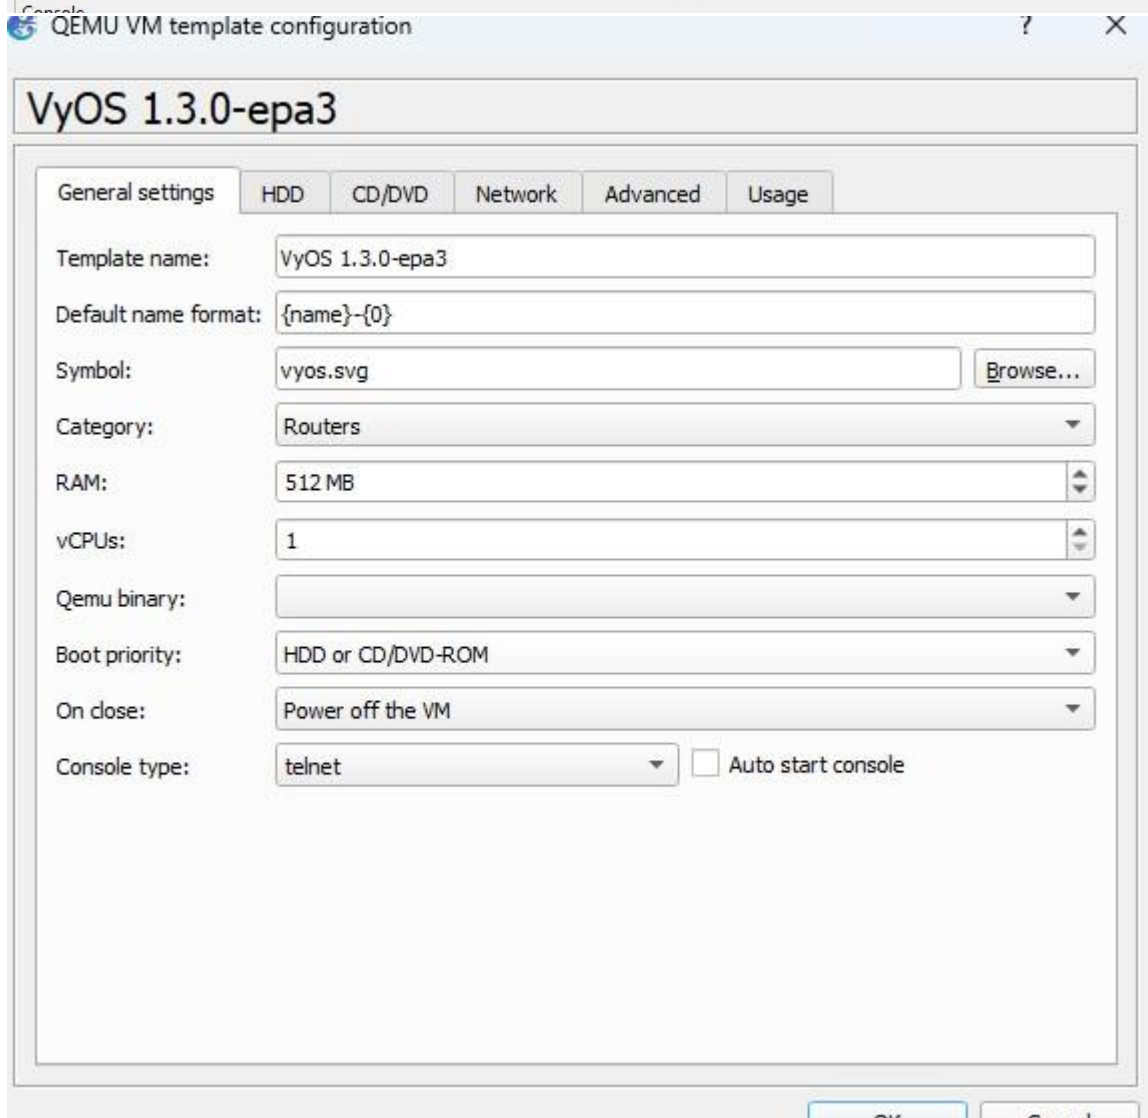 Console
QEMU VM template configuration ? ×
VyOS 1.3.0-epa3
General settings HDD CD/DVD Network Advanced Usage
Template name: VyOS 1.3.0-epa3
Default name format: {name}-{0}
Symbol: vyos.svg Browse...
Category: Routers
RAM: 512 MB
vCPUs: 1
Qemu binary:
Boot priority: HDD or CD/DVD-ROM
On close: Power off the VM
Console type: telnet Auto start console